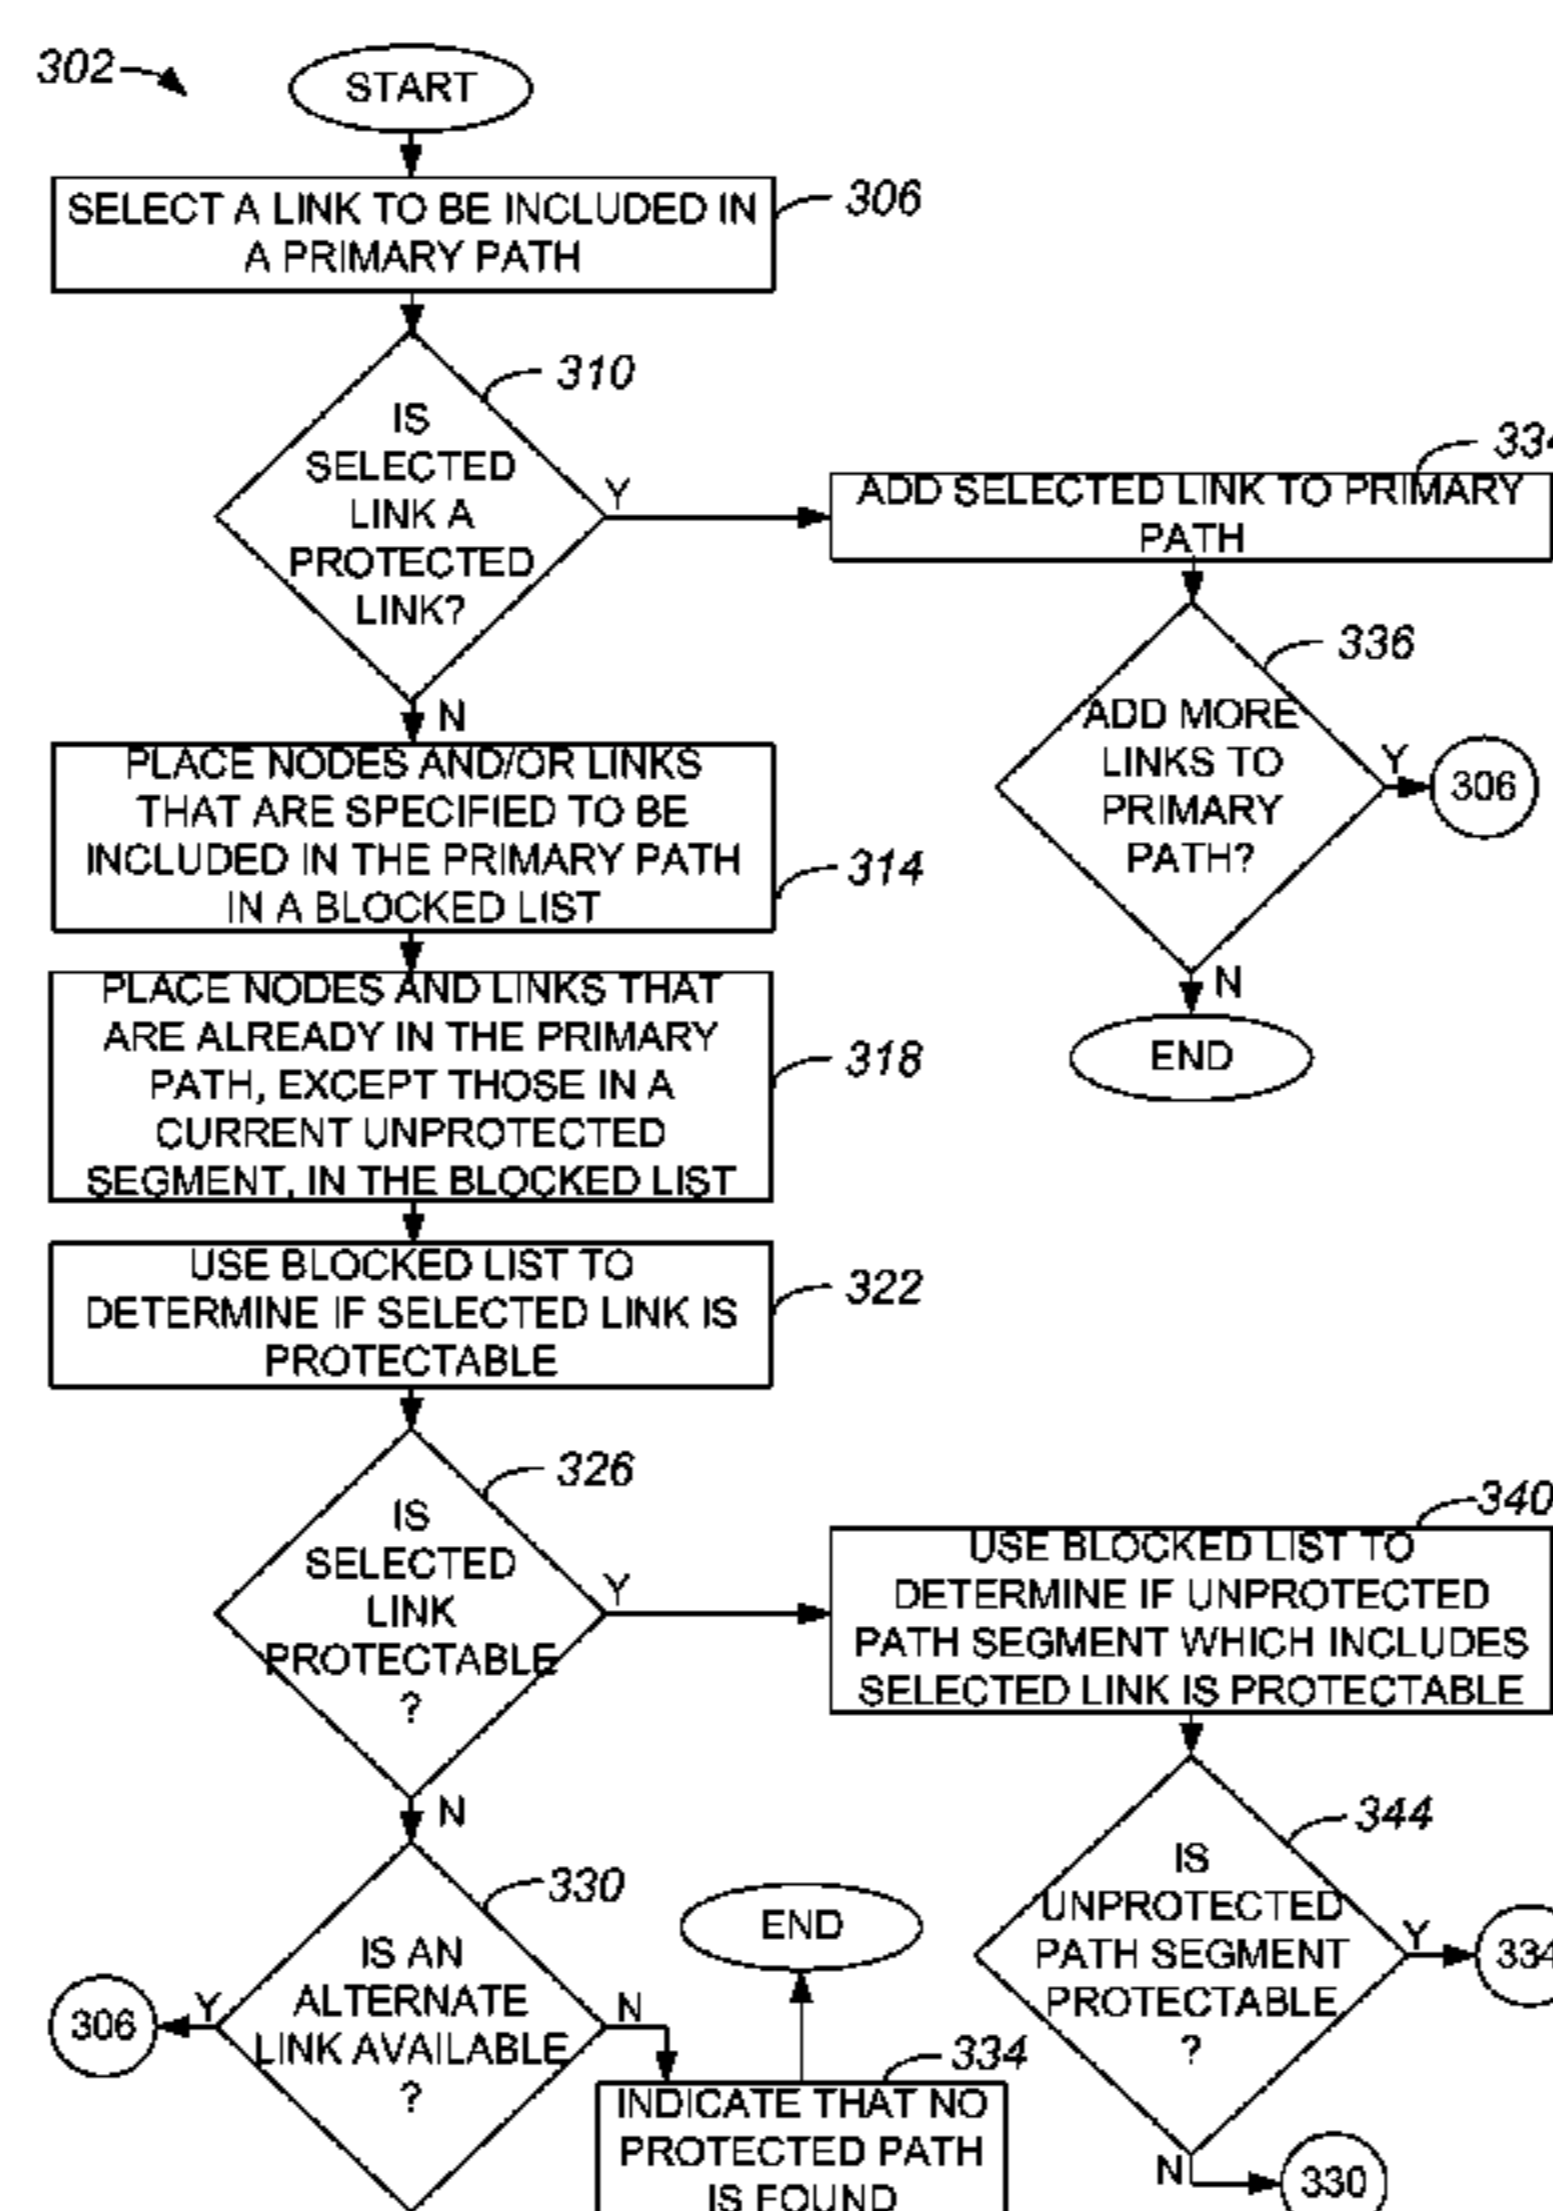 302
START
SELECT A LINK TO BE INCLUDED IN
A PRIMARY PATH
306
310
IS
SELECTED
LINK A
PROTECTED
LINK?
Y
N
334
ADD SELECTED LINK TO PRIMARY
PATH
336
ADD MORE
LINKS TO
PRIMARY
PATH?
Y
306
N
END
PLACE NODES AND/OR LINKS
THAT ARE SPECIFIED TO BE
INCLUDED IN THE PRIMARY PATH
IN A BLOCKED LIST
314
PLACE NODES AND LINKS THAT
ARE ALREADY IN THE PRIMARY
PATH, EXCEPT THOSE IN A
CURRENT UNPROTECTED
SEGMENT, IN THE BLOCKED LIST
318
USE BLOCKED LIST TO
DETERMINE IF SELECTED LINK IS
PROTECTABLE
322
326
IS
SELECTED
LINK
PROTECTABLE
?
Y
N
340
USE BLOCKED LIST TO
DETERMINE IF UNPROTECTED
PATH SEGMENT WHICH INCLUDES
SELECTED LINK IS PROTECTABLE
344
IS
UNPROTECTED
PATH SEGMENT
PROTECTABLE
?
Y
334
N
330
330
IS AN
ALTERNATE
LINK AVAILABLE
?
Y
306
N
END
334
INDICATE THAT NO
PROTECTED PATH
IS FOUND